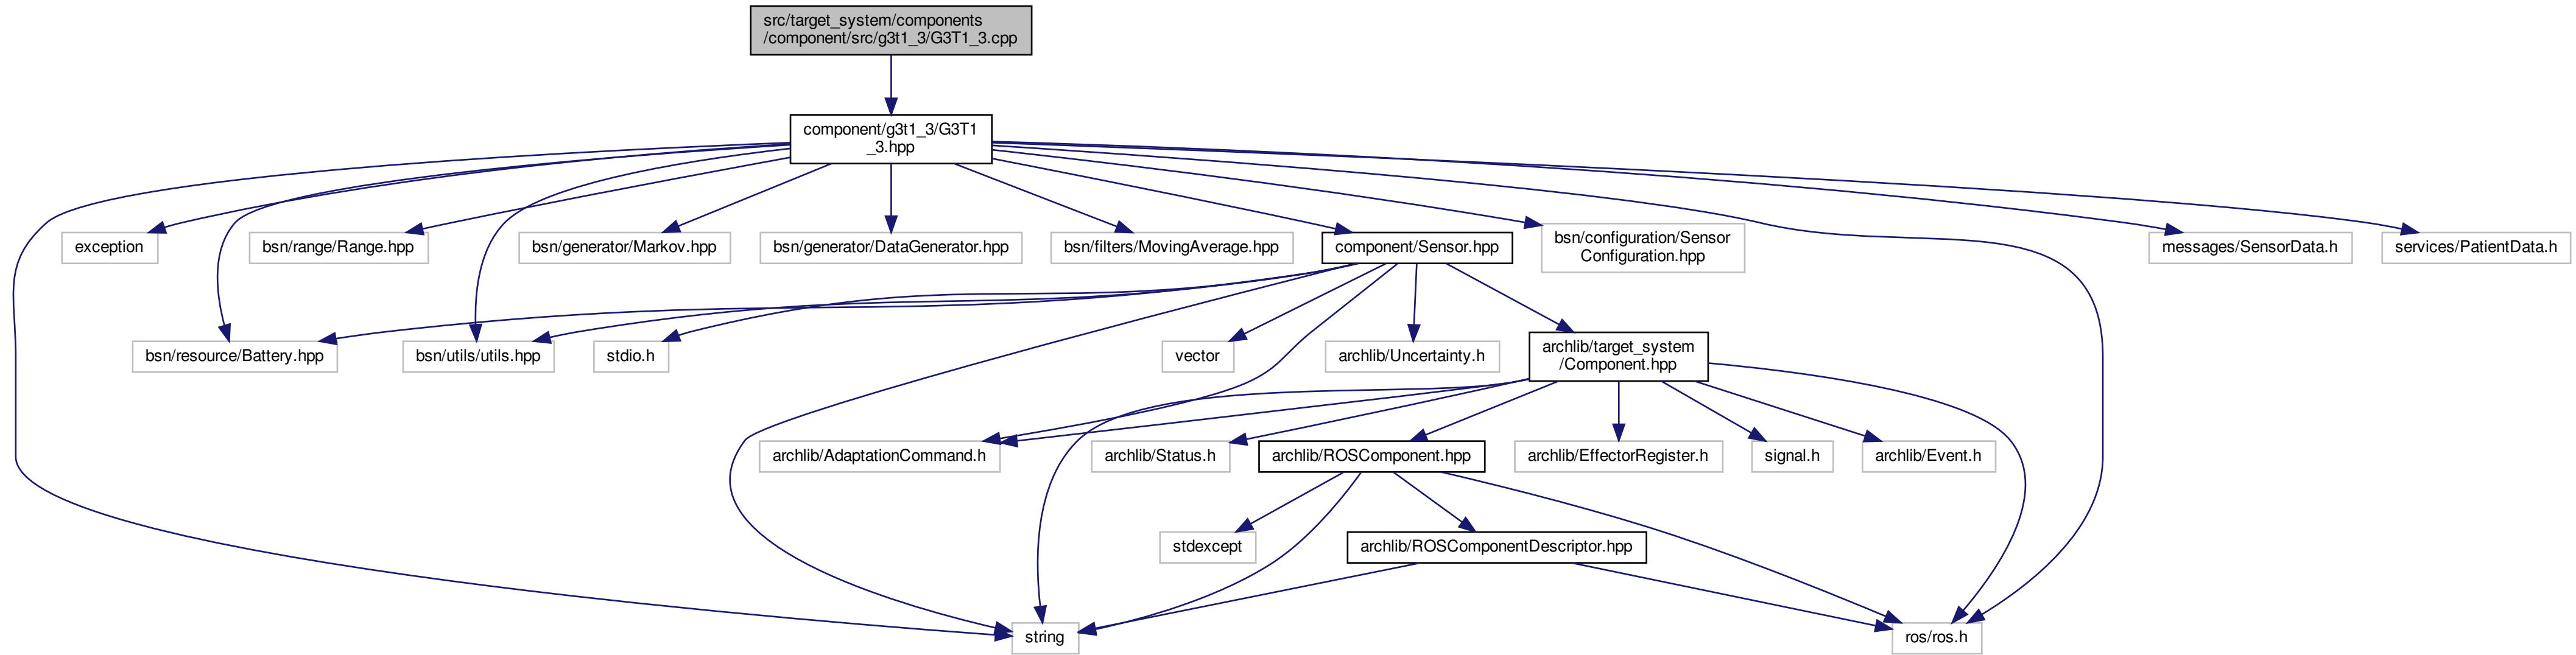 src/target_system/components
/component/src/g3t1_3/G3T1_3.cpp
component/g3t1_3/G3T1
_3.hpp
exception
bsn/range/Range.hpp
bsn/generator/Markov.hpp
bsn/generator/DataGenerator.hpp
bsn/filters/MovingAverage.hpp
component/Sensor.hpp
bsn/configuration/Sensor
Configuration.hpp
messages/SensorData.h
services/PatientData.h
bsn/resource/Battery.hpp
bsn/utils/utils.hpp
stdio.h
vector
archlib/Uncertainty.h
archlib/target_system
/Component.hpp
archlib/AdaptationCommand.h
archlib/Status.h
archlib/ROSComponent.hpp
archlib/EffectorRegister.h
signal.h
archlib/Event.h
stdexcept
archlib/ROSComponentDescriptor.hpp
string
ros/ros.h